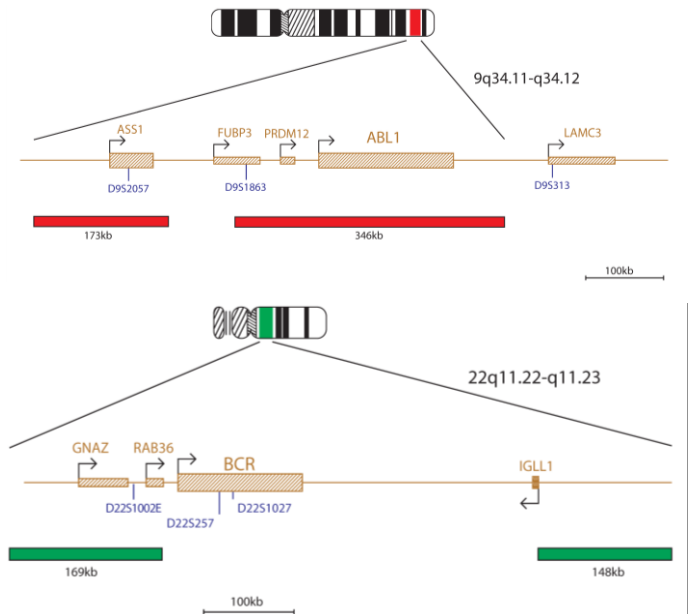 9q34.11-q34.12
ASS1
FUBP3
PRDM12
ABL1
LAMC3
D9S2057
D9S1863
D9S313
173kb
346kb
100kb
22q11.22-q11.23
GNAZ
RAB36
BCR
IGLL1
D22S1002E
D22S257
D22S1027
169kb
148kb
100kb